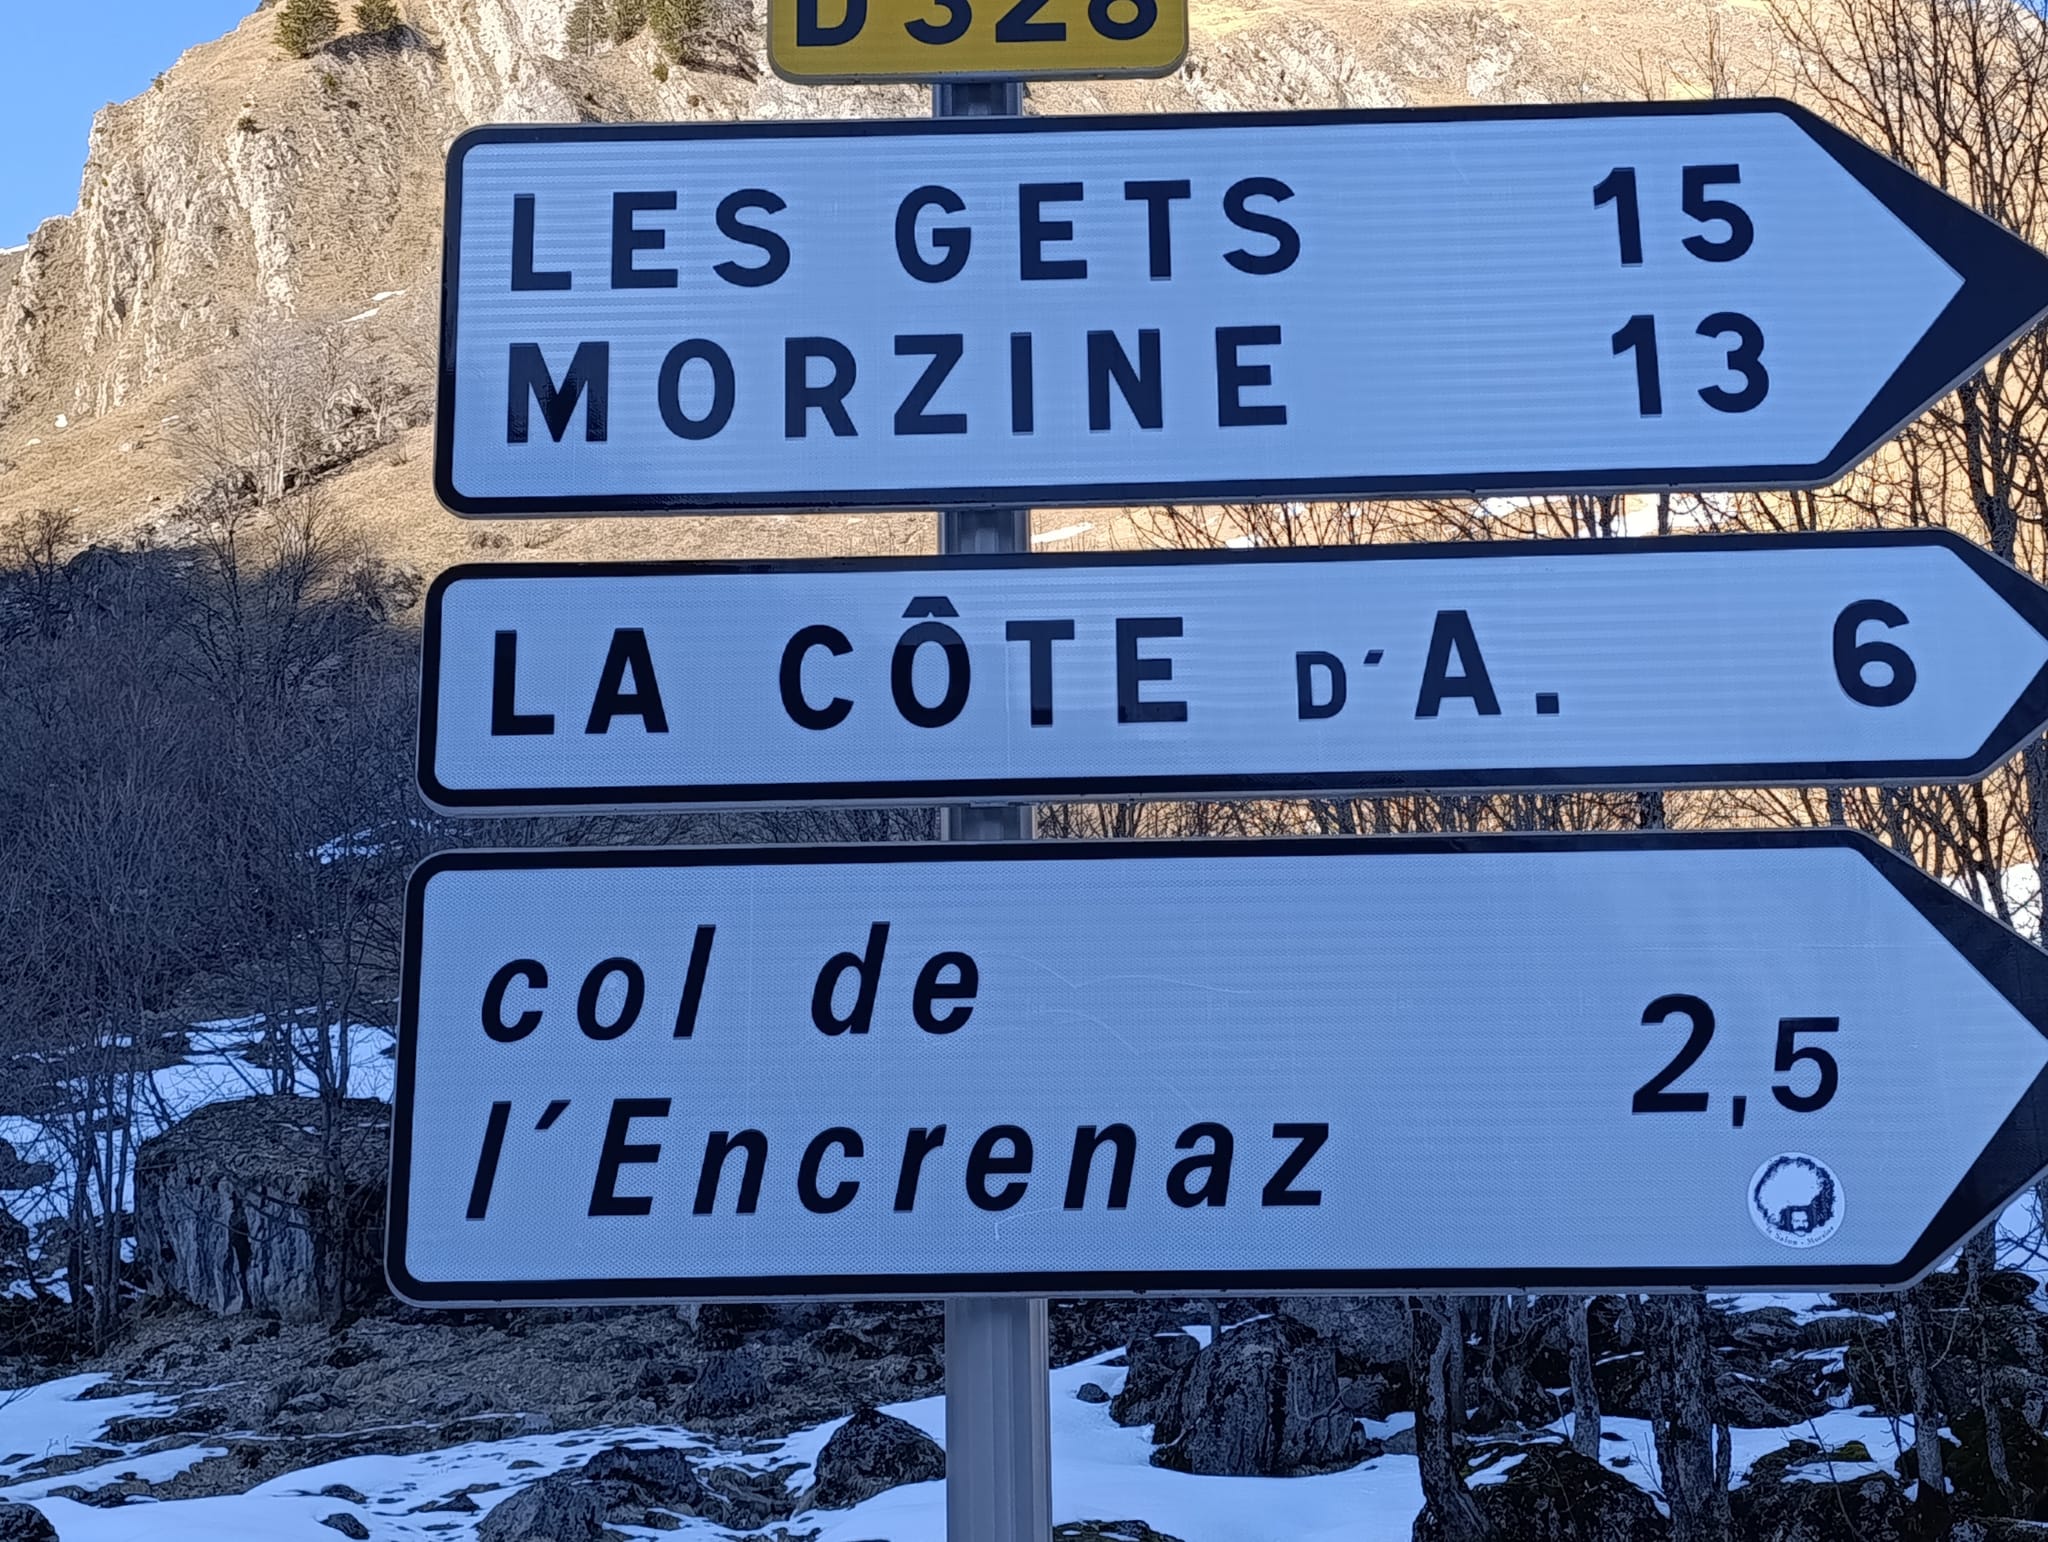 D 328
LES GETS 15
MORZINE 13
LA CÔTE D'A. 6
col de
l'Encrenaz 2,5